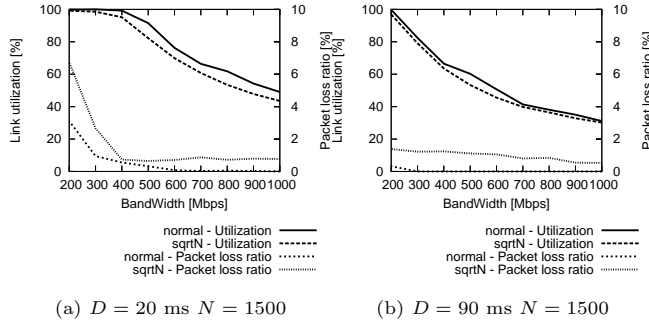 100
80
60
40
20
0
Link utilization [%]
10
8
6
4
2
0
Packet loss ratio [%]
200 300 400 500 600 700 800 900 1000
BandWidth [Mbps]
normal - Utilization
sqrtN - Utilization
normal - Packet loss ratio
sqrtN - Packet loss ratio
(a) D = 20 ms N = 1500
100
80
60
40
20
0
Link utilization [%]
10
8
6
4
2
0
Packet loss ratio [%]
200 300 400 500 600 700 800 900 1000
BandWidth [Mbps]
normal - Utilization
sqrtN - Utilization
normal - Packet loss ratio
sqrtN - Packet loss ratio
(b) D = 90 ms N = 1500